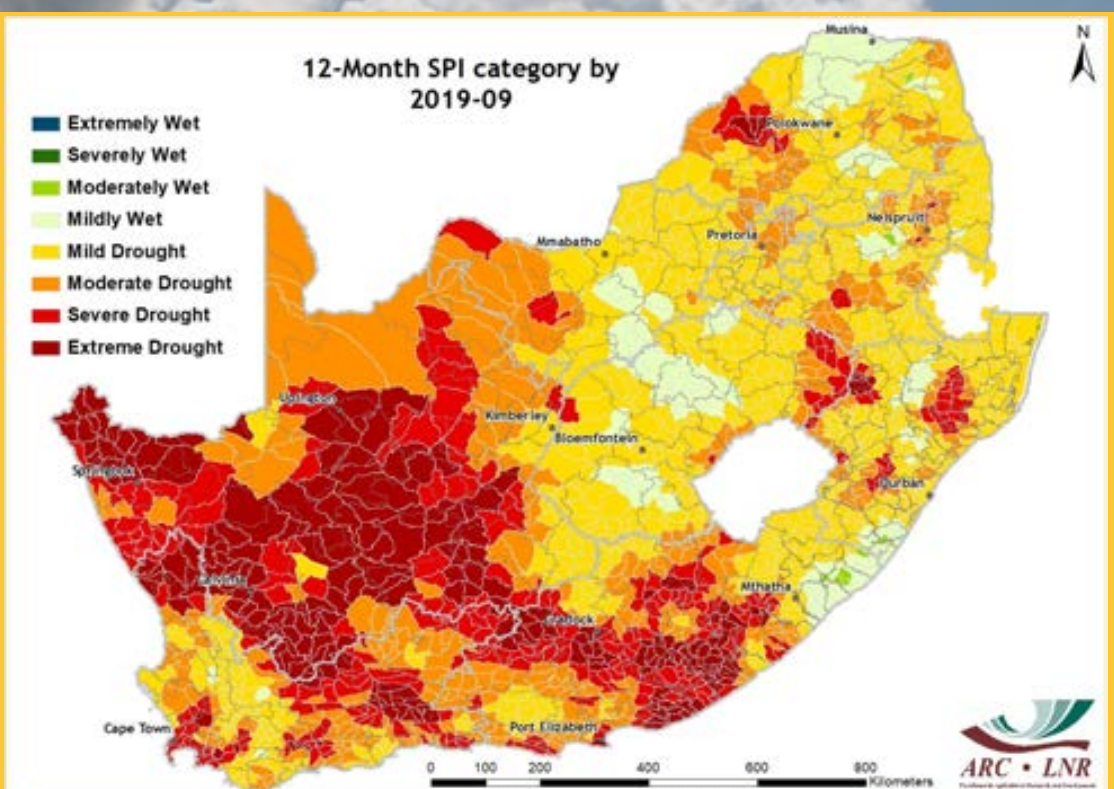 12-Month SPI category by
2019-09
N
Extremely Wet
Severely Wet
Moderately Wet
Mildly Wet
Mild Drought
Moderate Drought
Severe Drought
Extreme Drought
Musina
Polokwane
Nelspruit
Mmabatho
Pretoria
Upington
Kimberley
Bloemfontein
Springbok
Durban
Calvinia
Mthatha
Cradock
Cape Town
Port Elizabeth
0 100 200 400 600 800
Kilometers
ARC • LNR